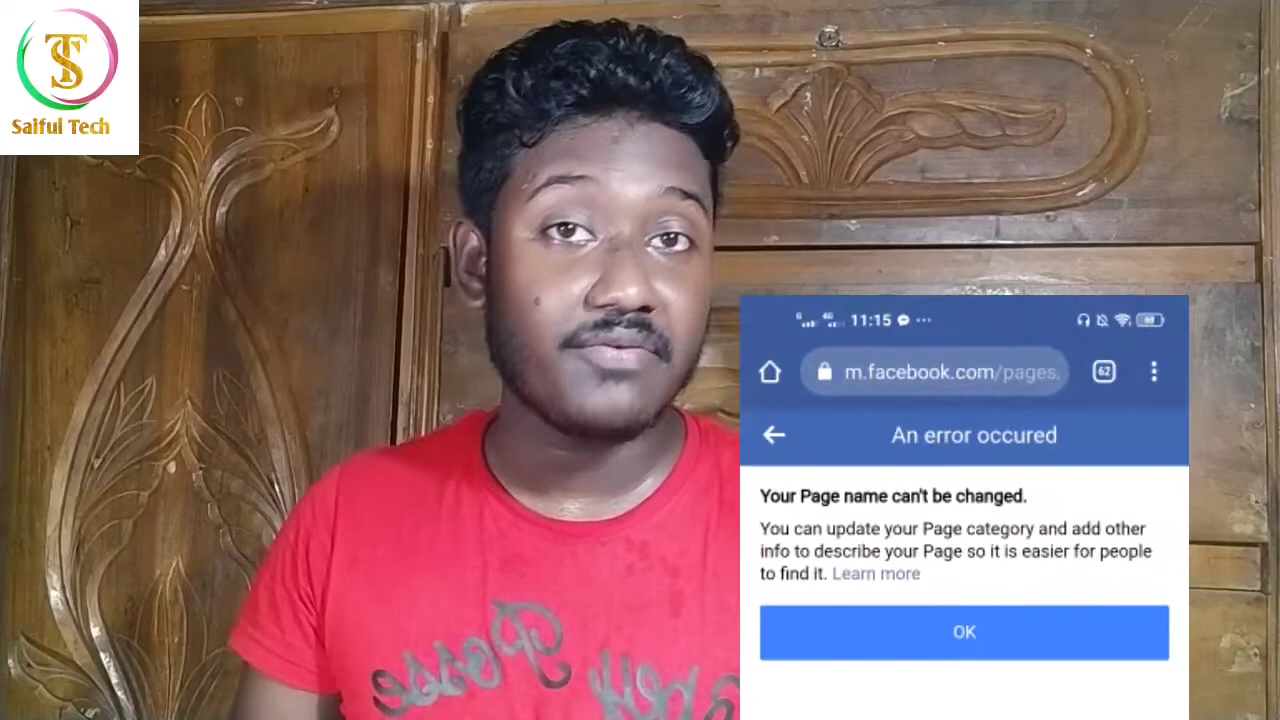 TS
Saiful Tech
11:15
62
m.facebook.com/pages.
An error occured
Your Page name can't be changed.
You can update your Page category and add other
info to describe your Page so it is easier for people
to find it. Learn more
OK
Posse